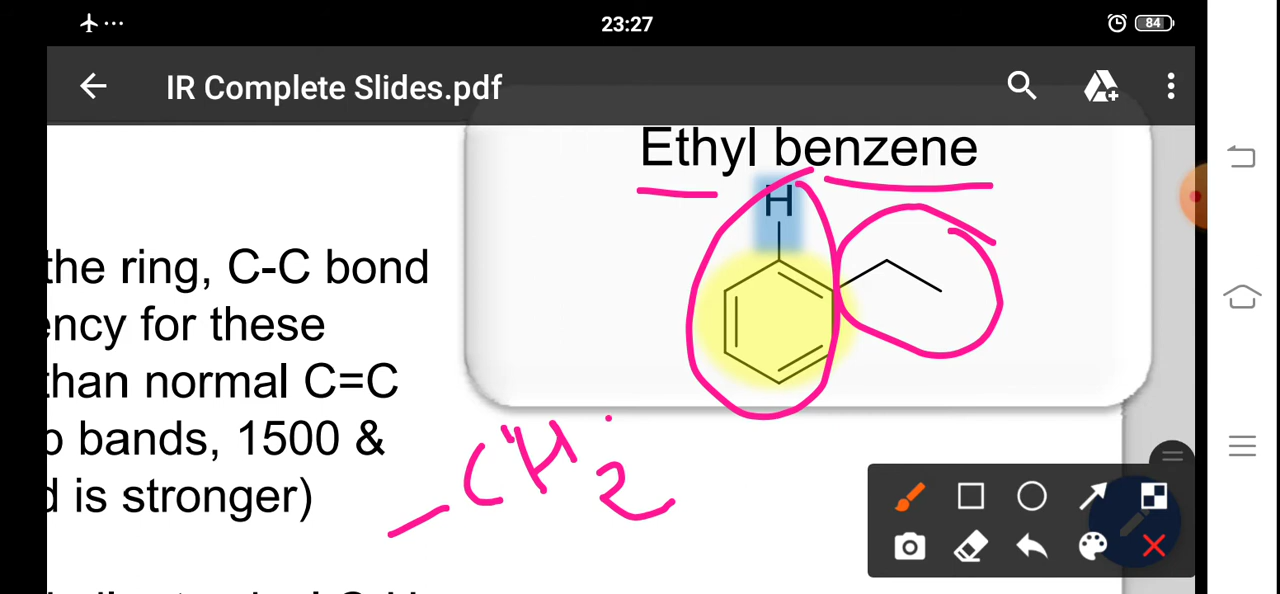 23:27
84
IR Complete Slides.pdf
Ethyl benzene
H
the ring, C-C bond
ency for these
than normal C=C
bands, 1500 &
is stronger)
-CH2